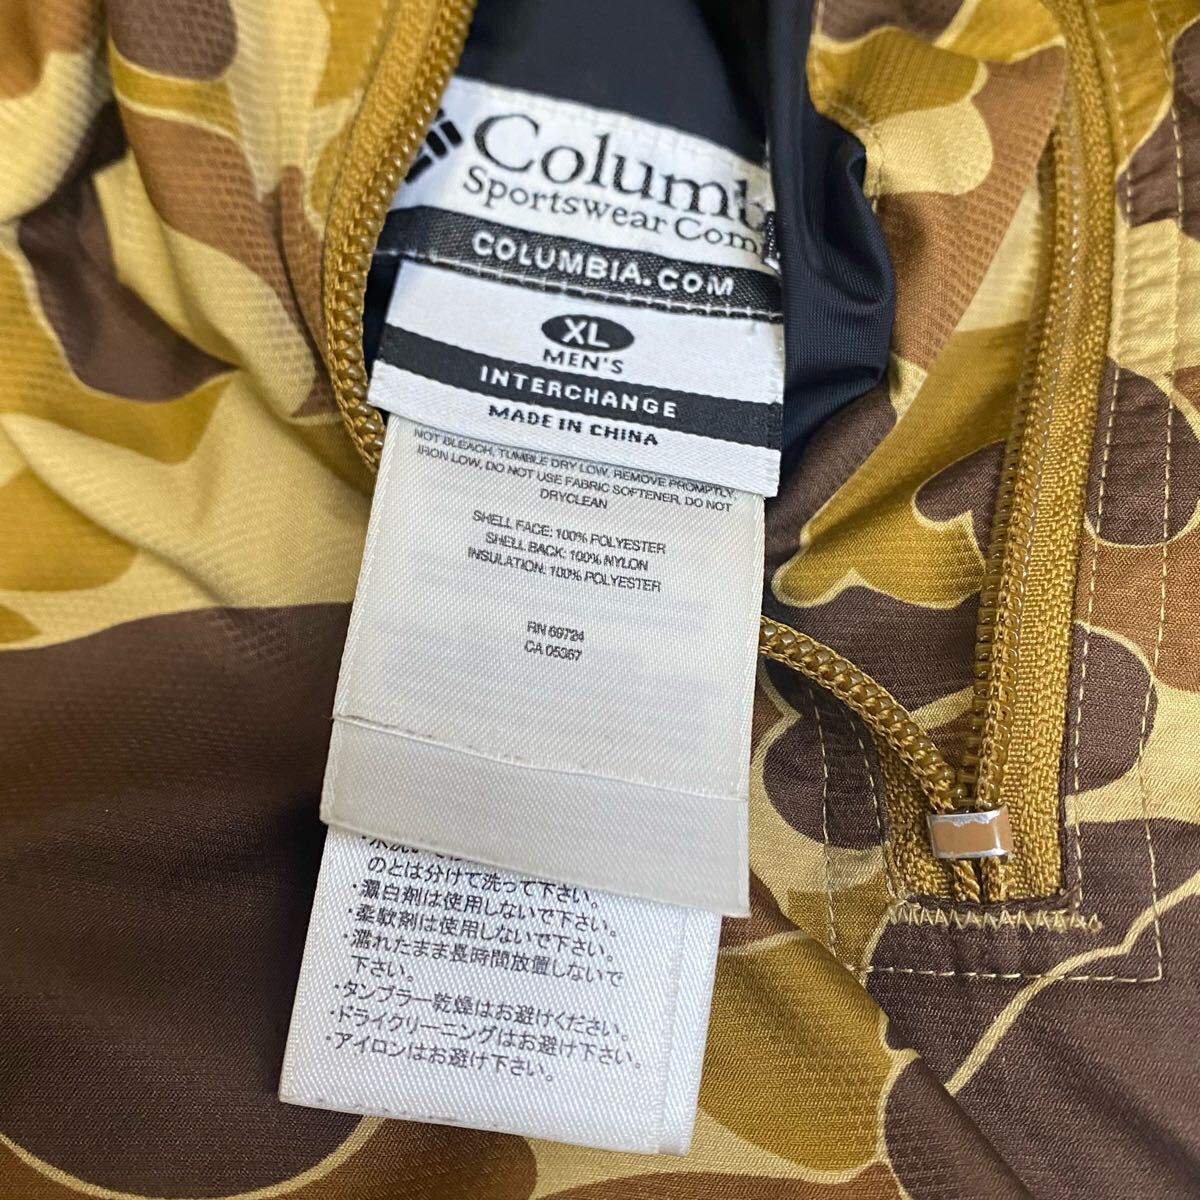 Columb
Sportswear Com
COLUMBIA.COM
XL
MEN'S
INTERCHANGE
MADE IN CHINA
NOT BLEACH, TUMBLE DRY LOW, REMOVE PROMPTLY,
IRON LOW, DO NOT USE FABRIC SOFTENER, DO NOT
DRYCLEAN
SHELL FACE: 100% POLYESTER
SHELL BACK: 100% NYLON
INSULATION: 100% POLYESTER
RN 69724
CA 05367
のとは分けて洗って下さい。
・漂白剤は使用しないで下さい。
・柔軟剤は使用しないで下さい。
・濡れたまま長時間放置しないで
下さい。
・タンブラー乾燥はお避けください。
・ドライクリーニングはお避け下さい。
・アイロンはお避け下さい。